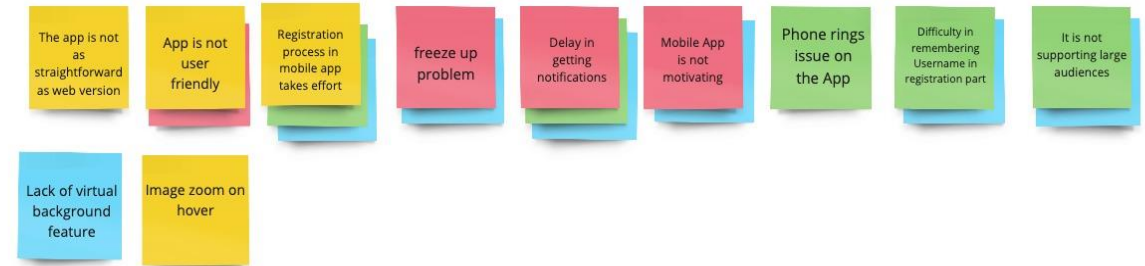 The app is not
as
straightforward
as web version
App is not
user
friendly
Registration
process in
mobile app
takes effort
freeze up
problem
Delay in
getting
notifications
Mobile App
is not
motivating
Phone rings
issue on
the App
Difficulty in
remembering
Username in
registration part
It is not
supporting large
audiences
Lack of virtual
background
feature
Image zoom on
hover